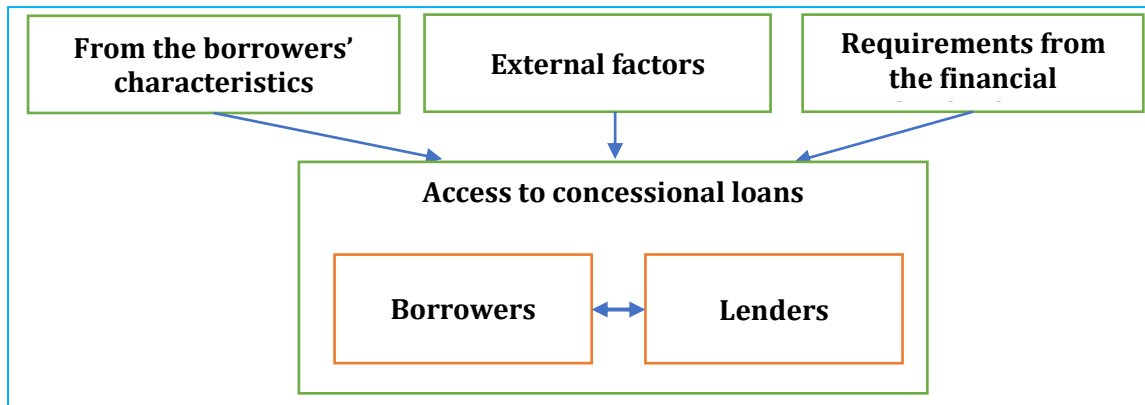 From the borrowers’
characteristics
External factors
Requirements from
the financial
Access to concessional loans
Borrowers
Lenders